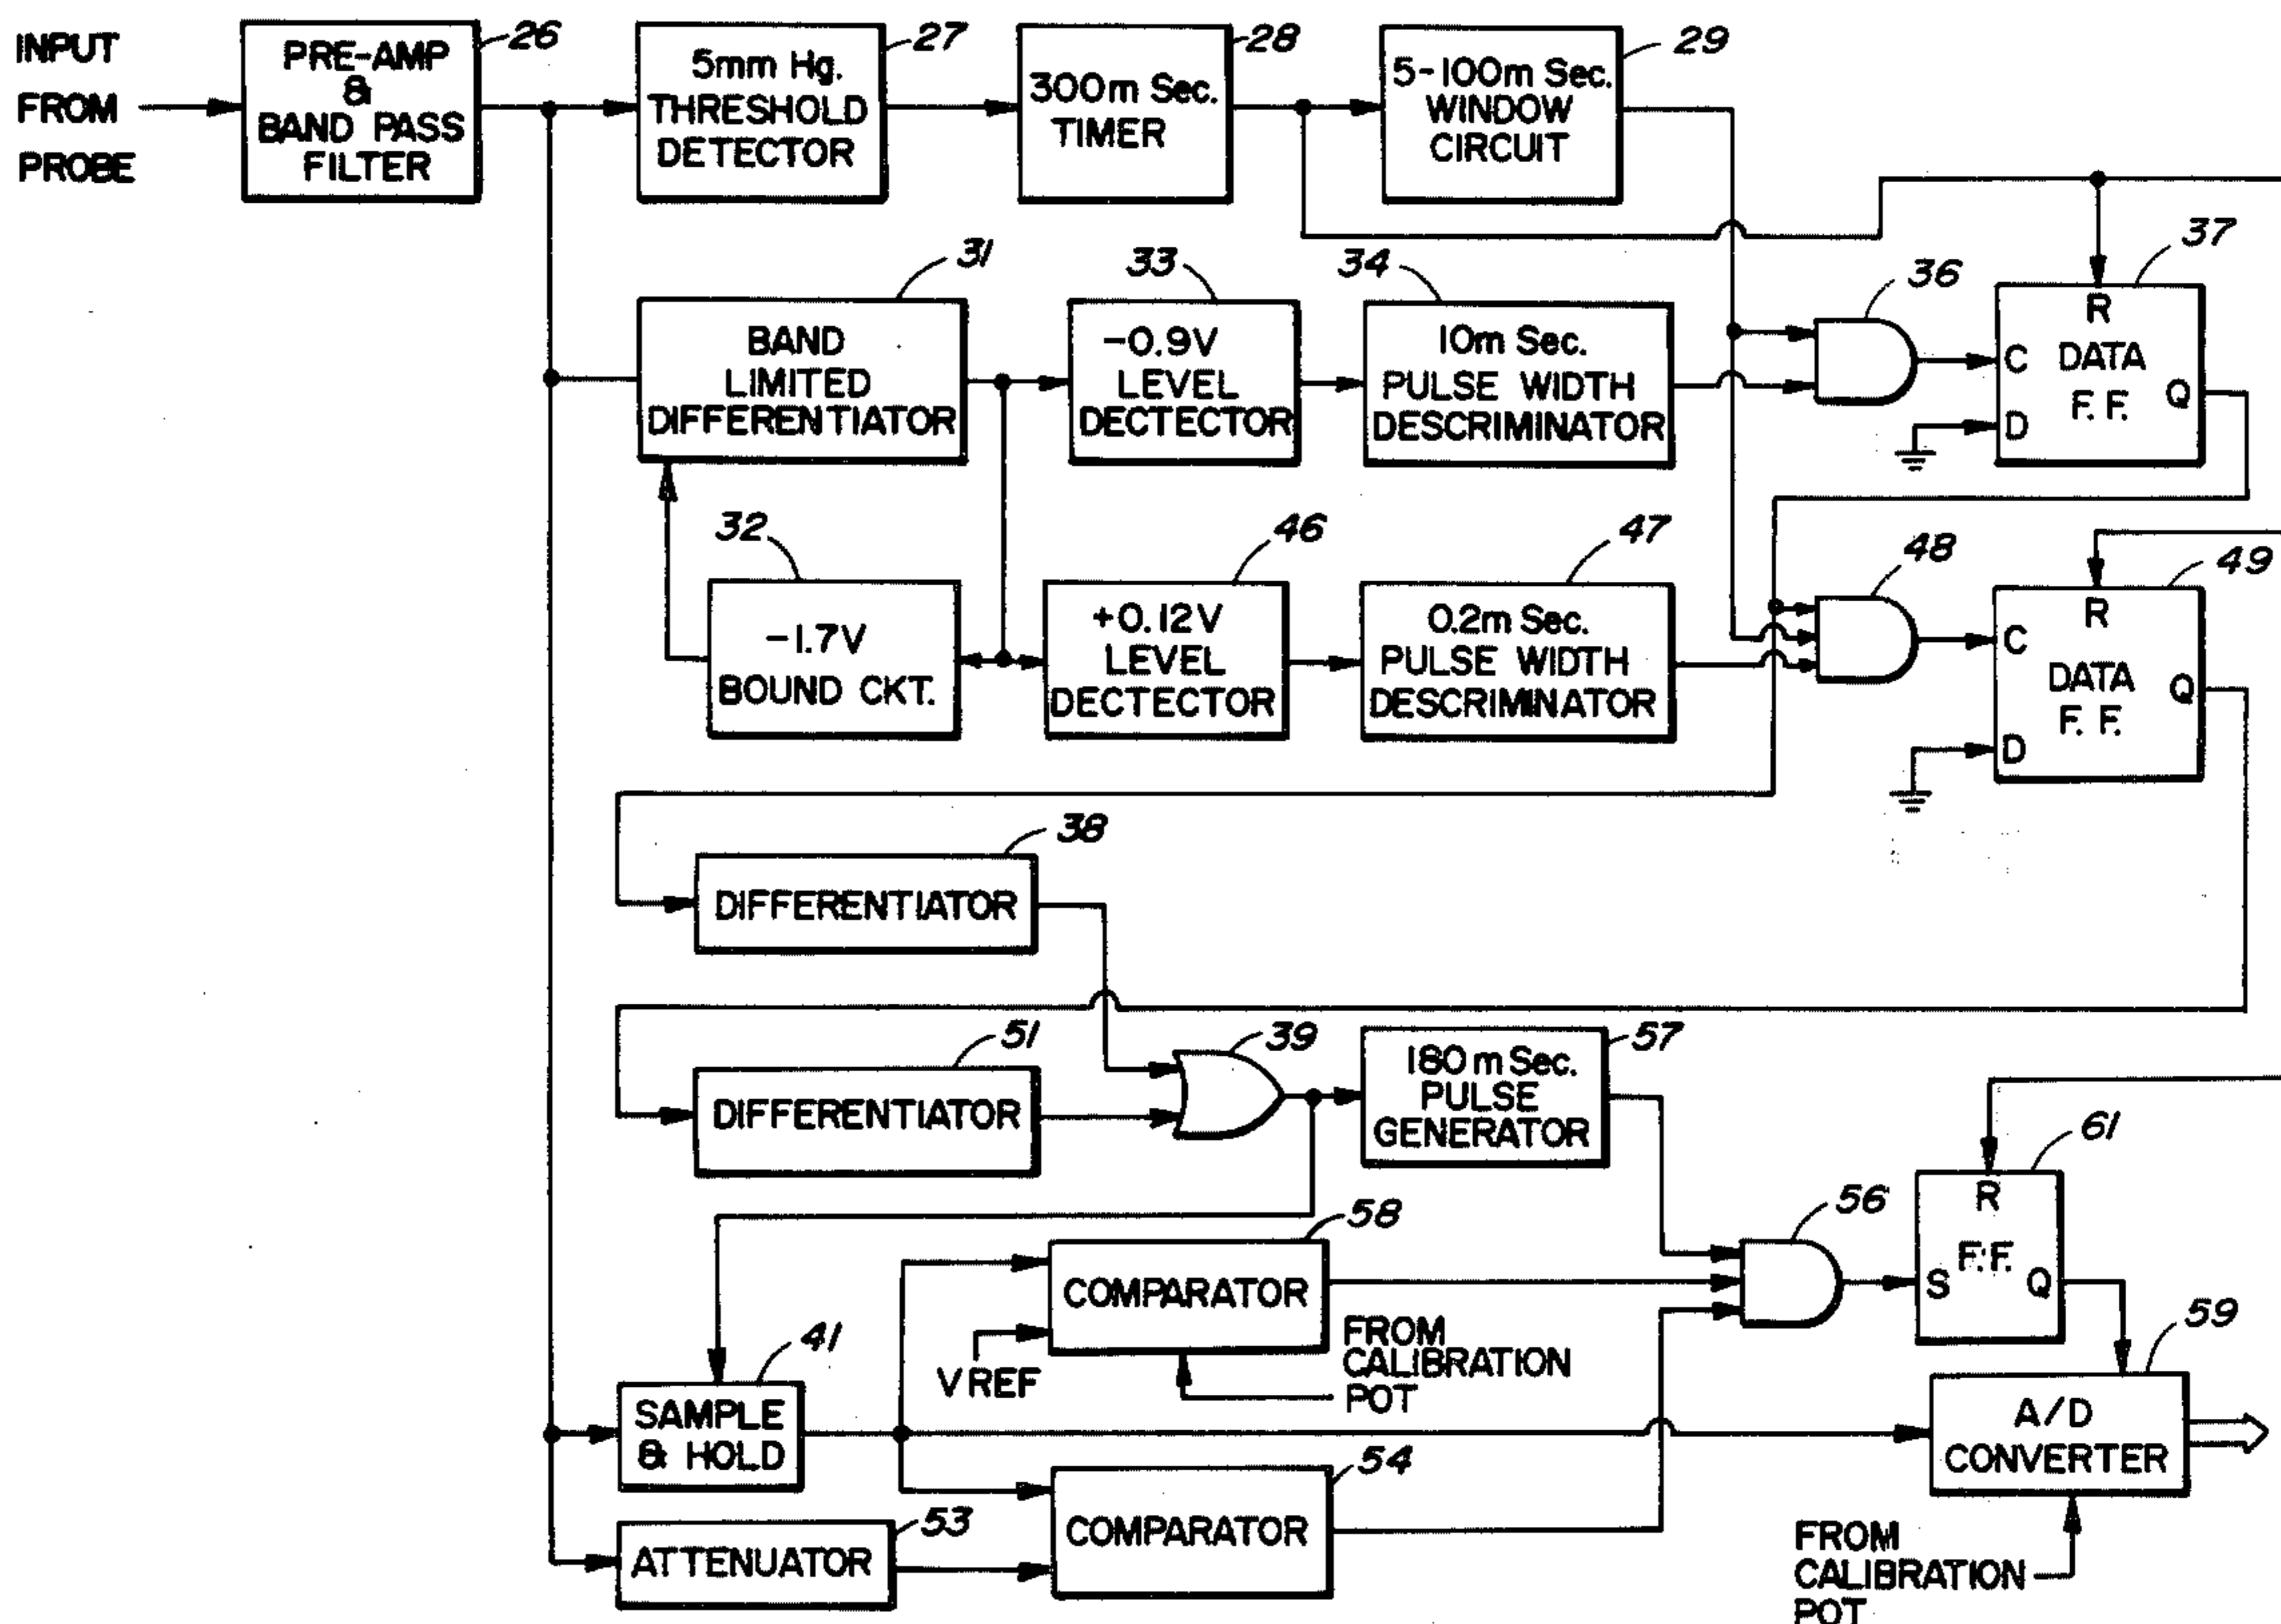 INPUT
FROM
PROBE
PRE-AMP
&
BAND PASS
FILTER
26
5mm Hg.
THRESHOLD
DETECTOR
27
300m Sec.
TIMER
28
5-100m Sec.
WINDOW
CIRCUIT
29
BAND
LIMITED
DIFFERENTIATOR
31
-0.9V
LEVEL
DECTECTOR
33
10m Sec.
PULSE WIDTH
DESCRIMINATOR
34
36
R
C
DATA
F. F.
Q
D
37
-1.7V
BOUND CKT.
32
+0.12V
LEVEL
DECTECTOR
46
0.2m Sec.
PULSE WIDTH
DESCRIMINATOR
47
48
R
C
DATA
F. F.
Q
D
49
DIFFERENTIATOR
38
DIFFERENTIATOR
51
39
180 m Sec.
PULSE
GENERATOR
57
COMPARATOR
58
V REF
FROM
CALIBRATION
POT
56
R
F.F.
S
Q
61
SAMPLE
& HOLD
41
ATTENUATOR
53
COMPARATOR
54
A/D
CONVERTER
59
FROM
CALIBRATION
POT